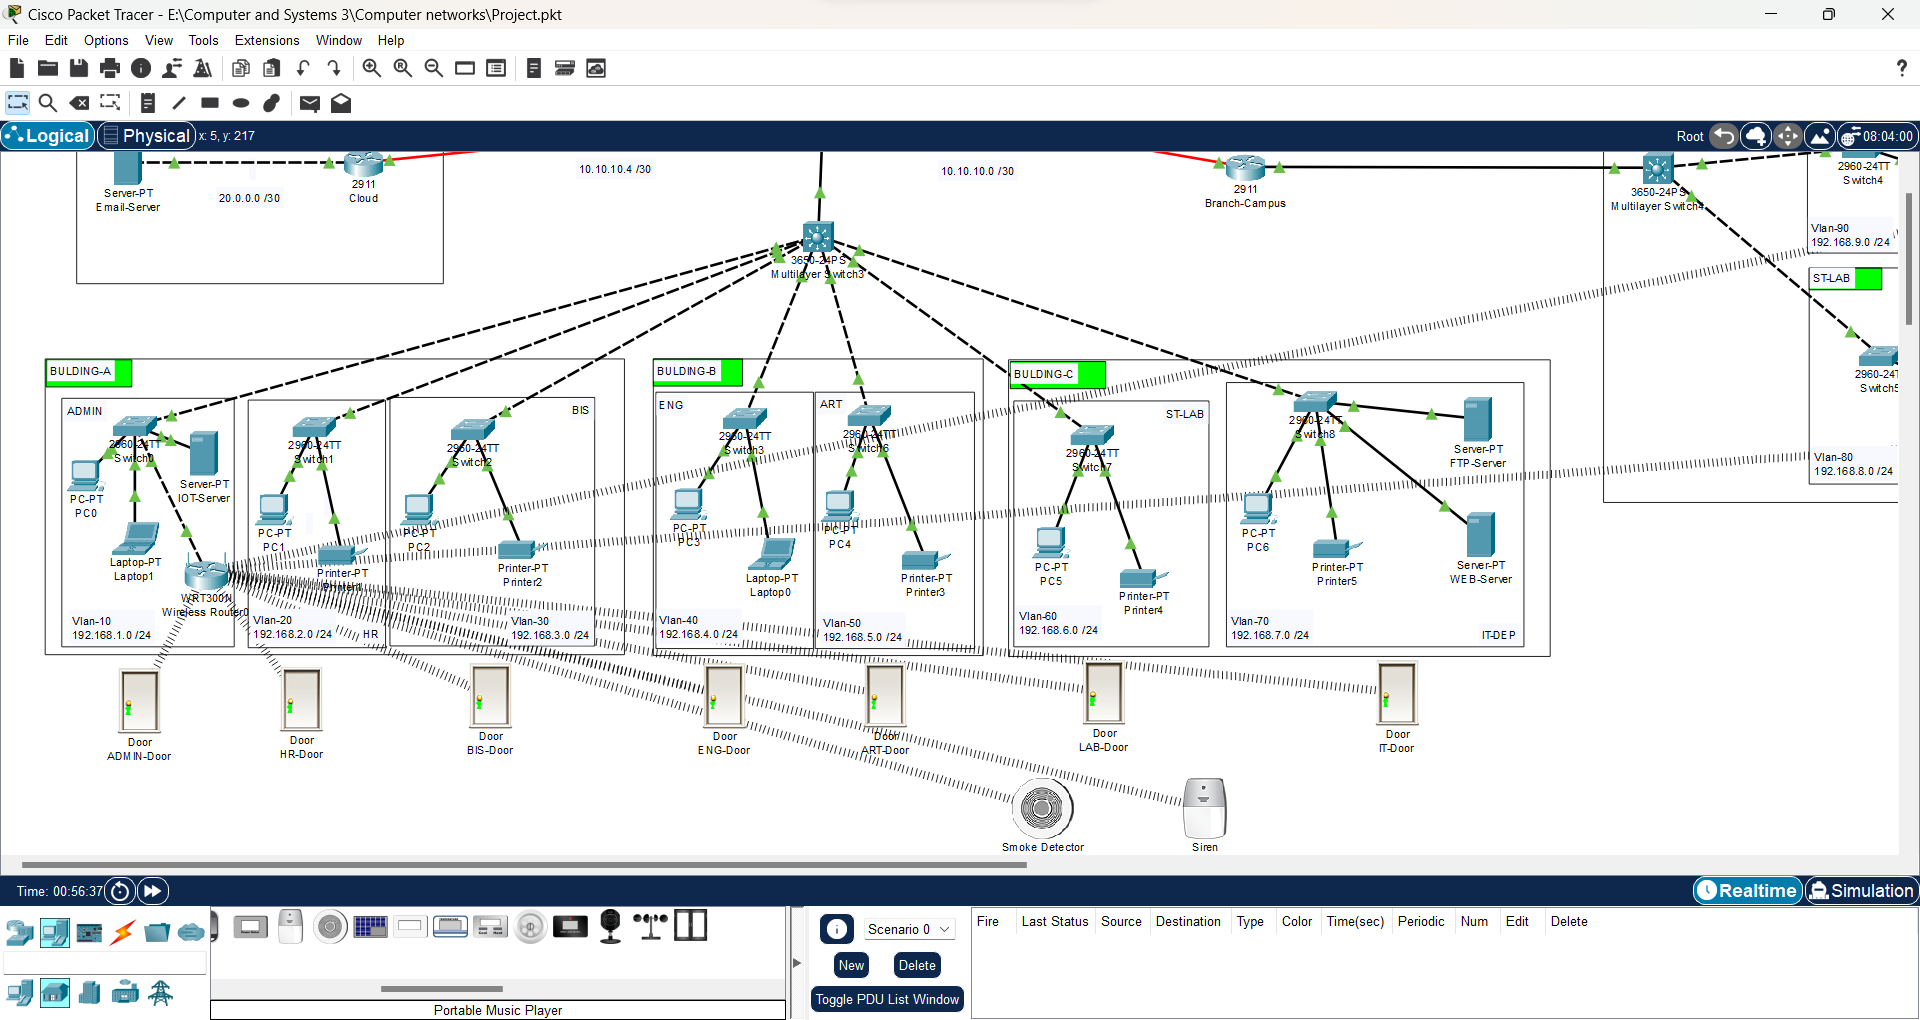 Cisco Packet Tracer - E:\Computer and Systems 3\Computer networks\Project.pkt
File Edit Options View Tools Extensions Window Help
Logical Physical x: 5, y: 217 Root 08:04:00
Server-PT
Email-Server
20.0.0.0 /30
2911
Cloud
10.10.10.4 /30
10.10.10.0 /30
2911
Branch-Campus
3650-24PS
Multilayer Switch4
2960-24TT
Switch4
Vlan-90
192.168.9.0 /24
ST-LAB
2960-24T
Switch5
Vlan-80
192.168.8.0 /24
3650-24PS
Multilayer Switch3
BULDING-A
ADMIN
2960-24TT
Switch0
Server-PT
IOT-Server
PC-PT
PC0
Laptop-PT
Laptop1
WRT300N
Wireless Router0
Vlan-10
192.168.1.0 /24
2960-24TT
Switch1
PC-PT
PC1
Printer-PT
Printer1
Vlan-20
192.168.2.0 /24
HR
BIS
2960-24TT
Switch2
PC-PT
PC2
Printer-PT
Printer2
Vlan-30
192.168.3.0 /24
BULDING-B
ENG
2960-24TT
Switch3
PC-PT
PC3
Laptop-PT
Laptop0
Vlan-40
192.168.4.0 /24
ART
2960-24TT
Switch6
PC-PT
PC4
Printer-PT
Printer3
Vlan-50
192.168.5.0 /24
BULDING-C
ST-LAB
2960-24TT
Switch7
PC-PT
PC5
Printer-PT
Printer4
Vlan-60
192.168.6.0 /24
2960-24TT
Switch8
Server-PT
FTP-Server
PC-PT
PC6
Printer-PT
Printer5
Server-PT
WEB-Server
Vlan-70
192.168.7.0 /24
IT-DEP
Door
ADMIN-Door
Door
HR-Door
Door
BIS-Door
Door
ENG-Door
Door
ART-Door
Door
LAB-Door
Door
IT-Door
Smoke Detector
Siren
Time: 00:56:37 Realtime Simulation
Portable Music Player
Scenario 0
New Delete
Toggle PDU List Window
Fire Last Status Source Destination Type Color Time(sec) Periodic Num Edit Delete